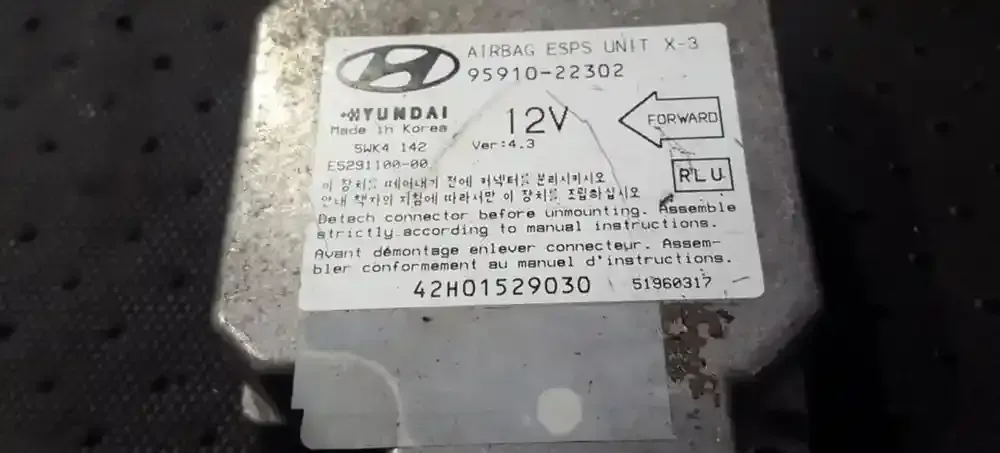 AIRBAG ESPS UNIT X-3
95910-22302
HYUNDAI
Made in Korea
12V
FORWARD
5WK4 142
Ver:4.3
E5291100-00
RLU
이 장치를 떼어내기 전에 커넥터를 분리시키시오
안내 책자의 지침에 따라서만 이 장치를 조립하십시오
Detach connector before unmounting. Assemble
strictly according to manual instructions.
Avant démontage enlever connecteur. Assem-
bler conformement au manuel d'instructions.
42H01529030 51960317